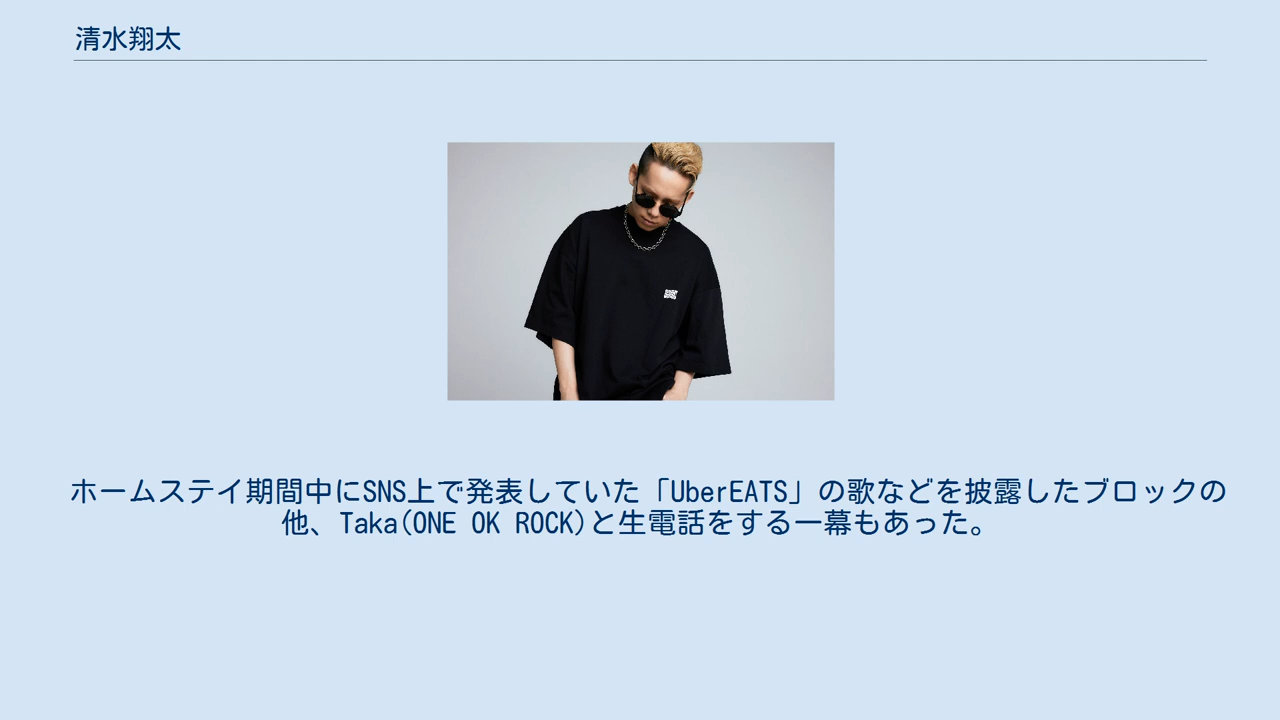 清水翔太
ホームステイ期間中にSNS上で発表していた「UberEATS」の歌などを披露したブロックの
他、Taka(ONE OK ROCK)と生電話をする一幕もあった。